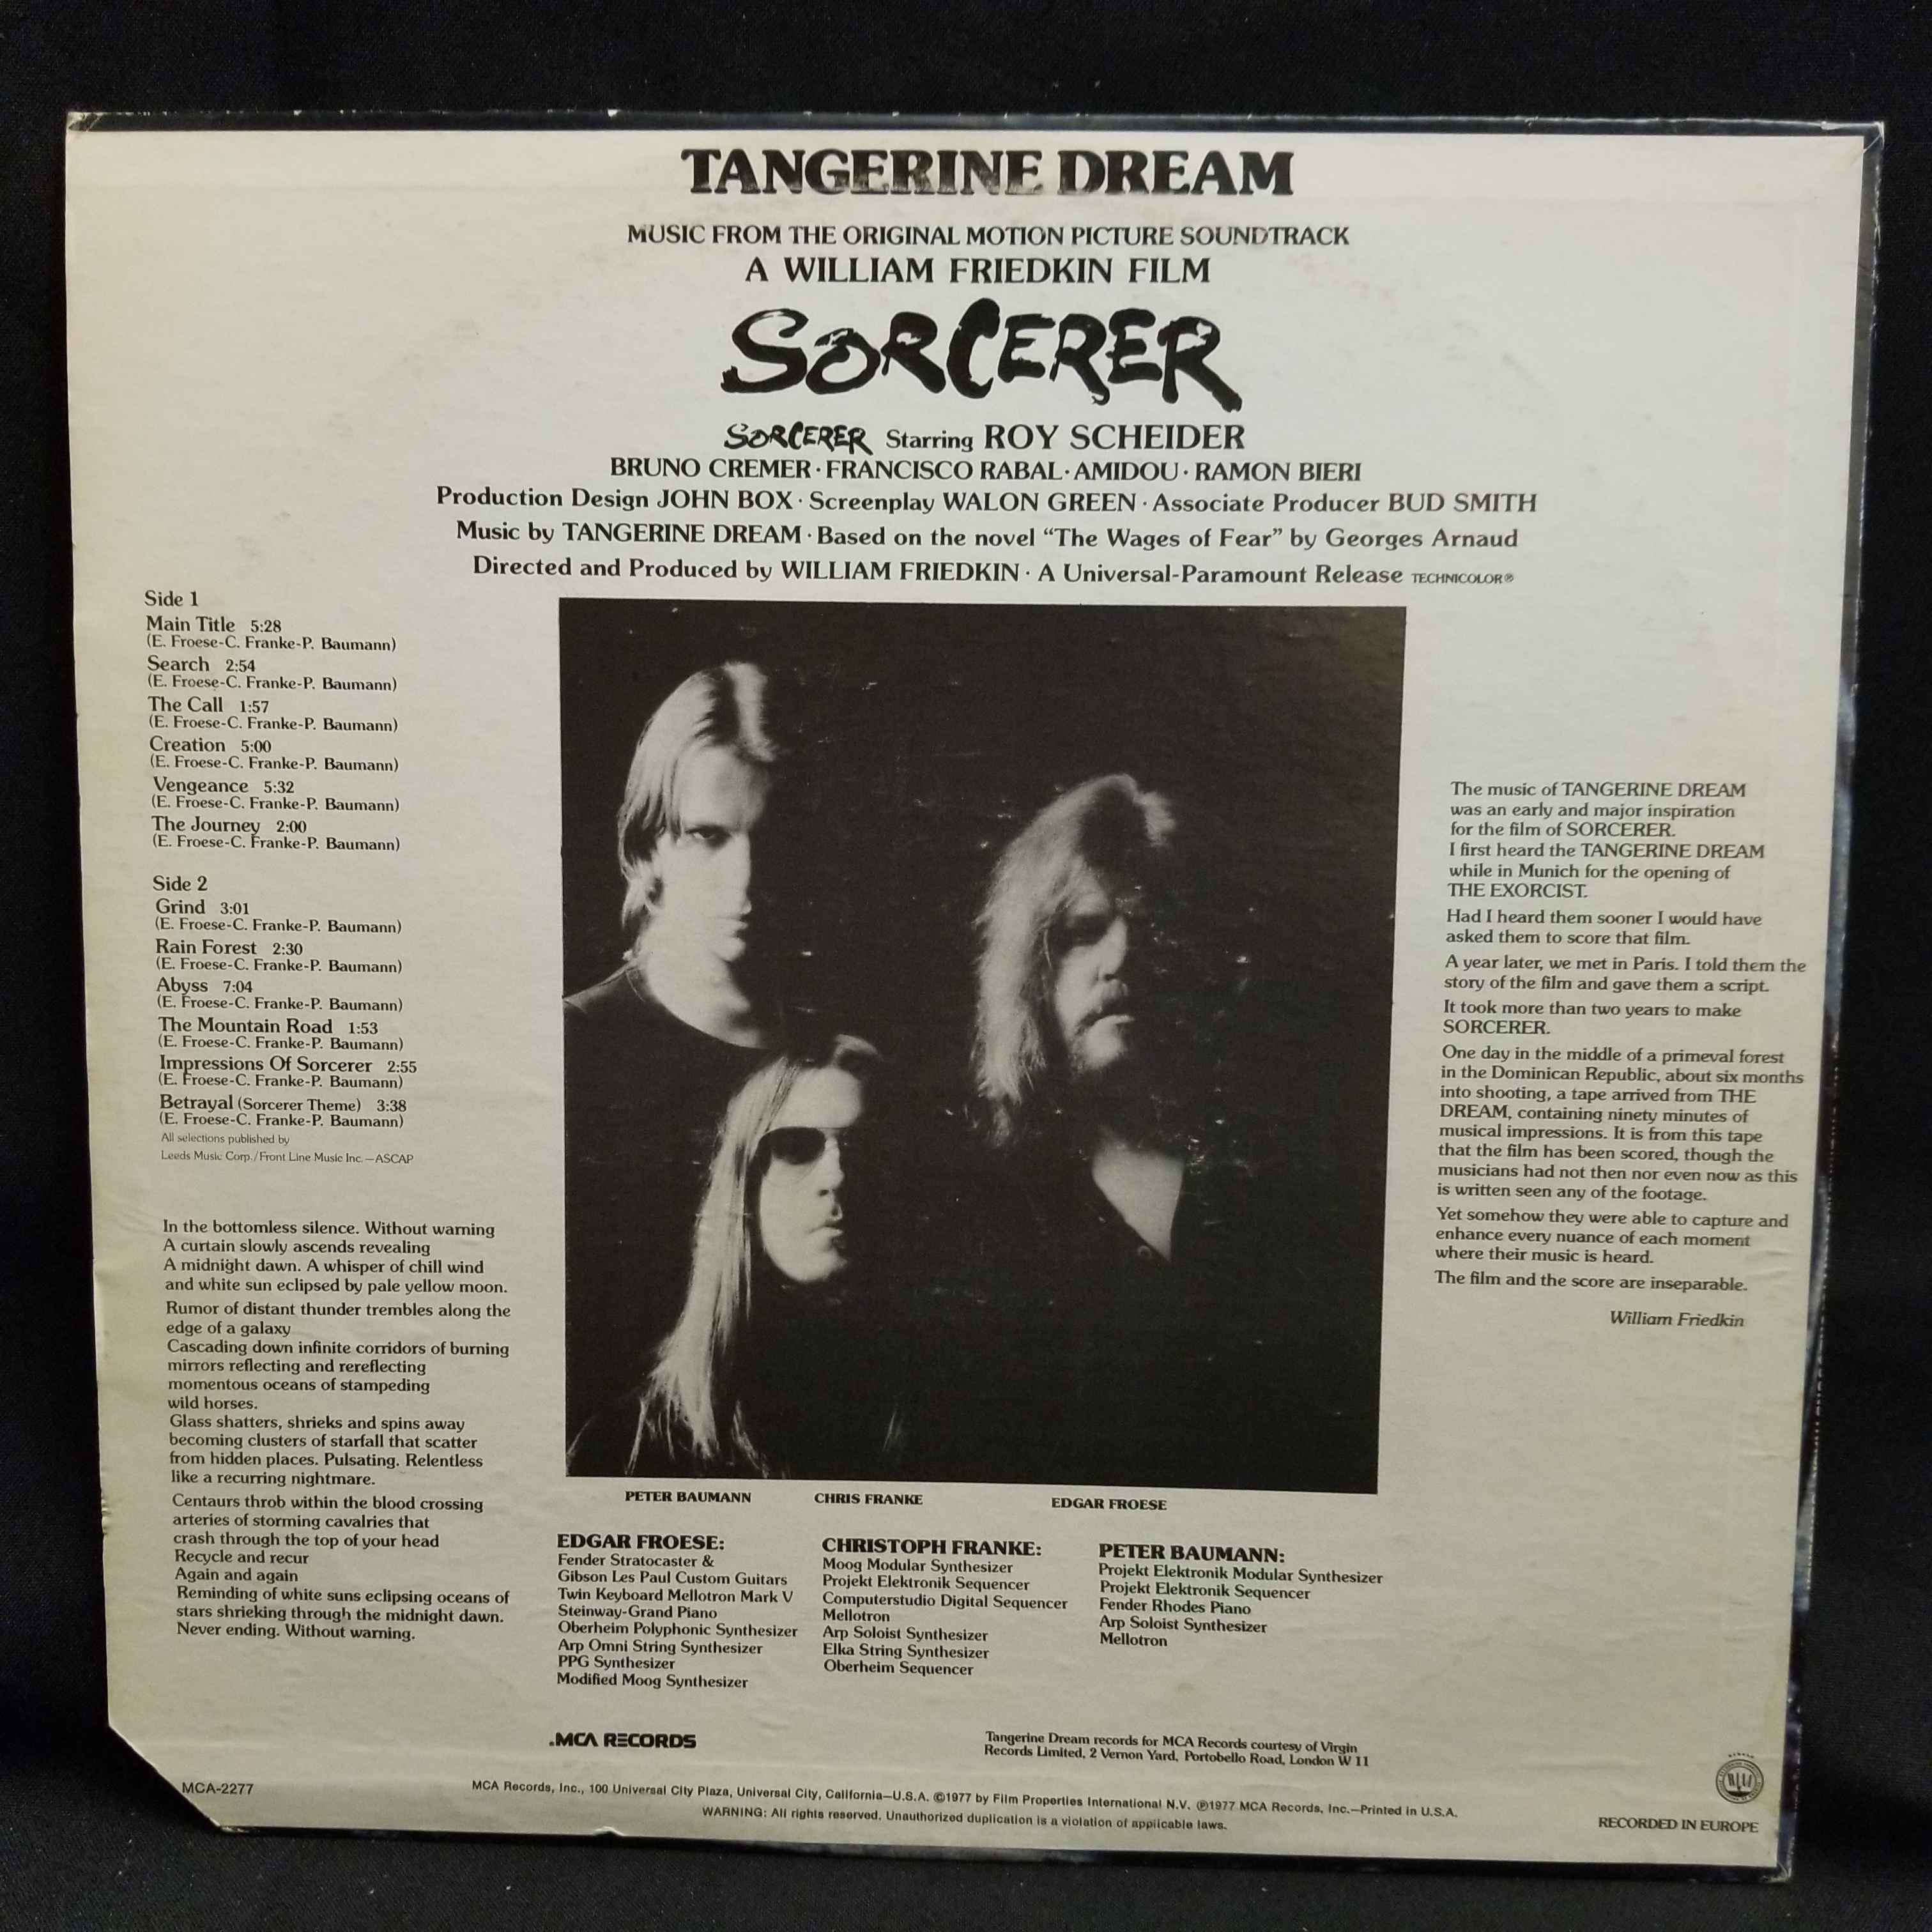 TANGERINE DREAM
MUSIC FROM THE ORIGINAL MOTION PICTURE SOUNDTRACK
A WILLIAM FRIEDKIN FILM
SORCERER
SORCERER Starring ROY SCHEIDER
BRUNO CREMER · FRANCISCO RABAL · AMIDOU · RAMON BIERI
Production Design JOHN BOX · Screenplay WALON GREEN · Associate Producer BUD SMITH
Music by TANGERINE DREAM · Based on the novel “The Wages of Fear” by Georges Arnaud
Directed and Produced by WILLIAM FRIEDKIN · A Universal-Paramount Release TECHNICOLOR®
Side 1
Main Title 5:28
(E. Froese-C. Franke-P. Baumann)
Search 2:54
(E. Froese-C. Franke-P. Baumann)
The Call 1:57
(E. Froese-C. Franke-P. Baumann)
Creation 5:00
(E. Froese-C. Franke-P. Baumann)
Vengeance 5:32
(E. Froese-C. Franke-P. Baumann)
The Journey 2:00
(E. Froese-C. Franke-P. Baumann)
Side 2
Grind 3:01
(E. Froese-C. Franke-P. Baumann)
Rain Forest 2:30
(E. Froese-C. Franke-P. Baumann)
Abyss 7:04
(E. Froese-C. Franke-P. Baumann)
The Mountain Road 1:53
(E. Froese-C. Franke-P. Baumann)
Impressions Of Sorcerer 2:55
(E. Froese-C. Franke-P. Baumann)
Betrayal (Sorcerer Theme) 3:38
(E. Froese-C. Franke-P. Baumann)
All selections published by
Leeds Music Corp./Front Line Music Inc.—ASCAP
In the bottomless silence. Without warning
A curtain slowly ascends revealing
A midnight dawn. A whisper of chill wind
and white sun eclipsed by pale yellow moon.
Rumor of distant thunder trembles along the
edge of a galaxy
Cascading down infinite corridors of burning
mirrors reflecting and rereflecting
momentous oceans of stampeding
wild horses.
Glass shatters, shrieks and spins away
becoming clusters of starfall that scatter
from hidden places. Pulsating. Relentless
like a recurring nightmare.
Centaurs throb within the blood crossing
arteries of storming cavalries that
crash through the top of your head
Recycle and recur
Again and again
Reminding of white suns eclipsing oceans of
stars shrieking through the midnight dawn.
Never ending. Without warning.
The music of TANGERINE DREAM
was an early and major inspiration
for the film of SORCERER.
I first heard the TANGERINE DREAM
while in Munich for the opening of
THE EXORCIST.
Had I heard them sooner I would have
asked them to score that film.
A year later, we met in Paris. I told them the
story of the film and gave them a script.
It took more than two years to make
SORCERER.
One day in the middle of a primeval forest
in the Dominican Republic, about six months
into shooting, a tape arrived from THE
DREAM, containing ninety minutes of
musical impressions. It is from this tape
that the film has been scored, though the
musicians had not then nor even now as this
is written seen any of the footage.
Yet somehow they were able to capture and
enhance every nuance of each moment
where their music is heard.
The film and the score are inseparable.
William Friedkin
PETER BAUMANN CHRIS FRANKE EDGAR FROESE
EDGAR FROESE:
Fender Stratocaster &
Gibson Les Paul Custom Guitars
Twin Keyboard Mellotron Mark V
Steinway-Grand Piano
Oberheim Polyphonic Synthesizer
Arp Omni String Synthesizer
PPG Synthesizer
Modified Moog Synthesizer
CHRISTOPH FRANKE:
Moog Modular Synthesizer
Projekt Elektronik Sequencer
Computerstudio Digital Sequencer
Mellotron
Arp Soloist Synthesizer
Elka String Synthesizer
Oberheim Sequencer
PETER BAUMANN:
Projekt Elektronik Modular Synthesizer
Projekt Elektronik Sequencer
Fender Rhodes Piano
Arp Soloist Synthesizer
Mellotron
MCA RECORDS
Tangerine Dream records for MCA Records courtesy of Virgin
Records Limited, 2 Vernon Yard, Portobello Road, London W 11
MCA-2277
MCA Records, Inc., 100 Universal City Plaza, Universal City, California—U.S.A. ©1977 by Film Properties International N.V. ℗1977 MCA Records, Inc.—Printed in U.S.A.
WARNING: All rights reserved. Unauthorized duplication is a violation of applicable laws.
RECORDED IN EUROPE